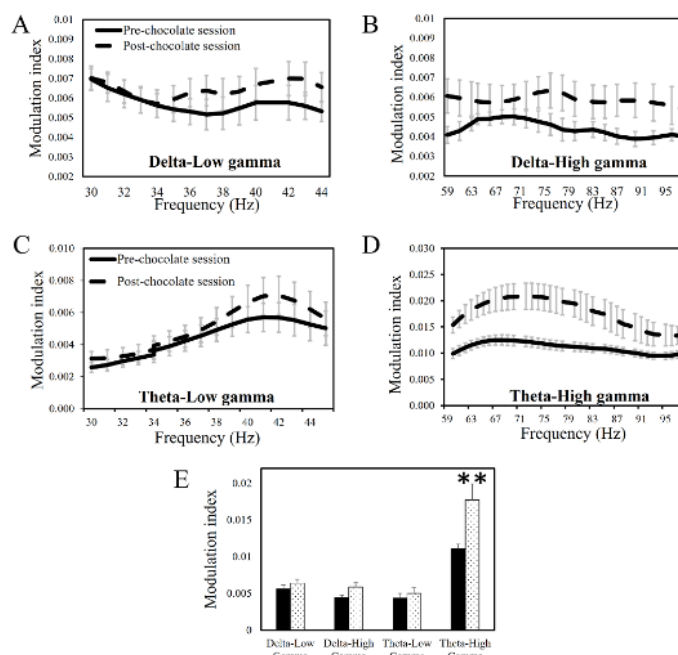 A
Pre-chocolate session
Post-chocolate session
Modulation index
0.01
0.009
0.008
0.007
0.006
0.005
0.004
0.003
0.002
Delta-Low gamma
30 32 34 36 38 40 42 44
Frequency (Hz)
B
Modulation index
0.01
0.009
0.008
0.007
0.006
0.005
0.004
0.003
0.002
Delta-High gamma
59 63 67 71 75 79 83 87 91 95
Frequency (Hz)
C
Pre-chocolate session
Post-chocolate session
Modulation index
0.010
0.008
0.006
0.004
0.002
0.000
Theta-Low gamma
30 32 34 36 38 40 42 44
Frequency (Hz)
D
Modulation index
0.030
0.025
0.020
0.015
0.010
0.005
0.000
Theta-High gamma
59 63 67 71 75 79 83 87 91 95
Frequency (Hz)
E
Modulation index
0.02
0.015
0.01
0.005
0
**
Delta-Low Delta-High Theta-Low Theta-High